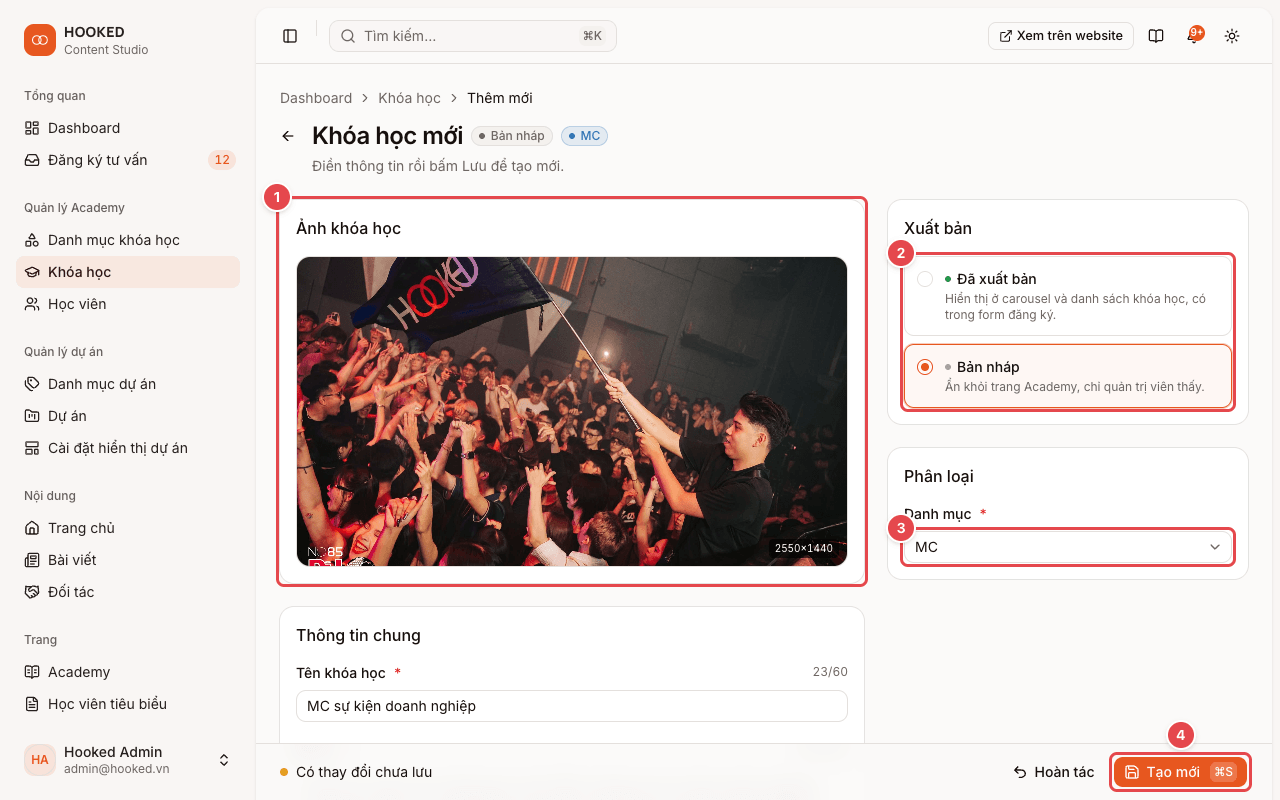 HOOKED
Content Studio
Tổng quan
Dashboard
Đăng ký tư vấn
12
Quản lý Academy
Danh mục khóa học
Khóa học
Học viên
Quản lý dự án
Danh mục dự án
Dự án
Cài đặt hiển thị dự án
Nội dung
Trang chủ
Bài viết
Đối tác
Trang
Academy
Học viên tiêu biểu
HA
Hooked Admin
admin@hooked.vn
Tìm kiếm...
⌘K
Xem trên website
9+
Dashboard > Khóa học > Thêm mới
Khóa học mới
Bản nháp
MC
Điền thông tin rồi bấm Lưu để tạo mới.
1
Ảnh khóa học
HOOKED
2550×1440
Thông tin chung
Tên khóa học *
23/60
MC sự kiện doanh nghiệp
Xuất bản
2
Đã xuất bản
Hiển thị ở carousel và danh sách khóa học, có
trong form đăng ký.
Bản nháp
Ẩn khỏi trang Academy, chỉ quản trị viên thấy.
Phân loại
Danh mục *
3
MC
Có thay đổi chưa lưu
Hoàn tác
4
Tạo mới
⌘S